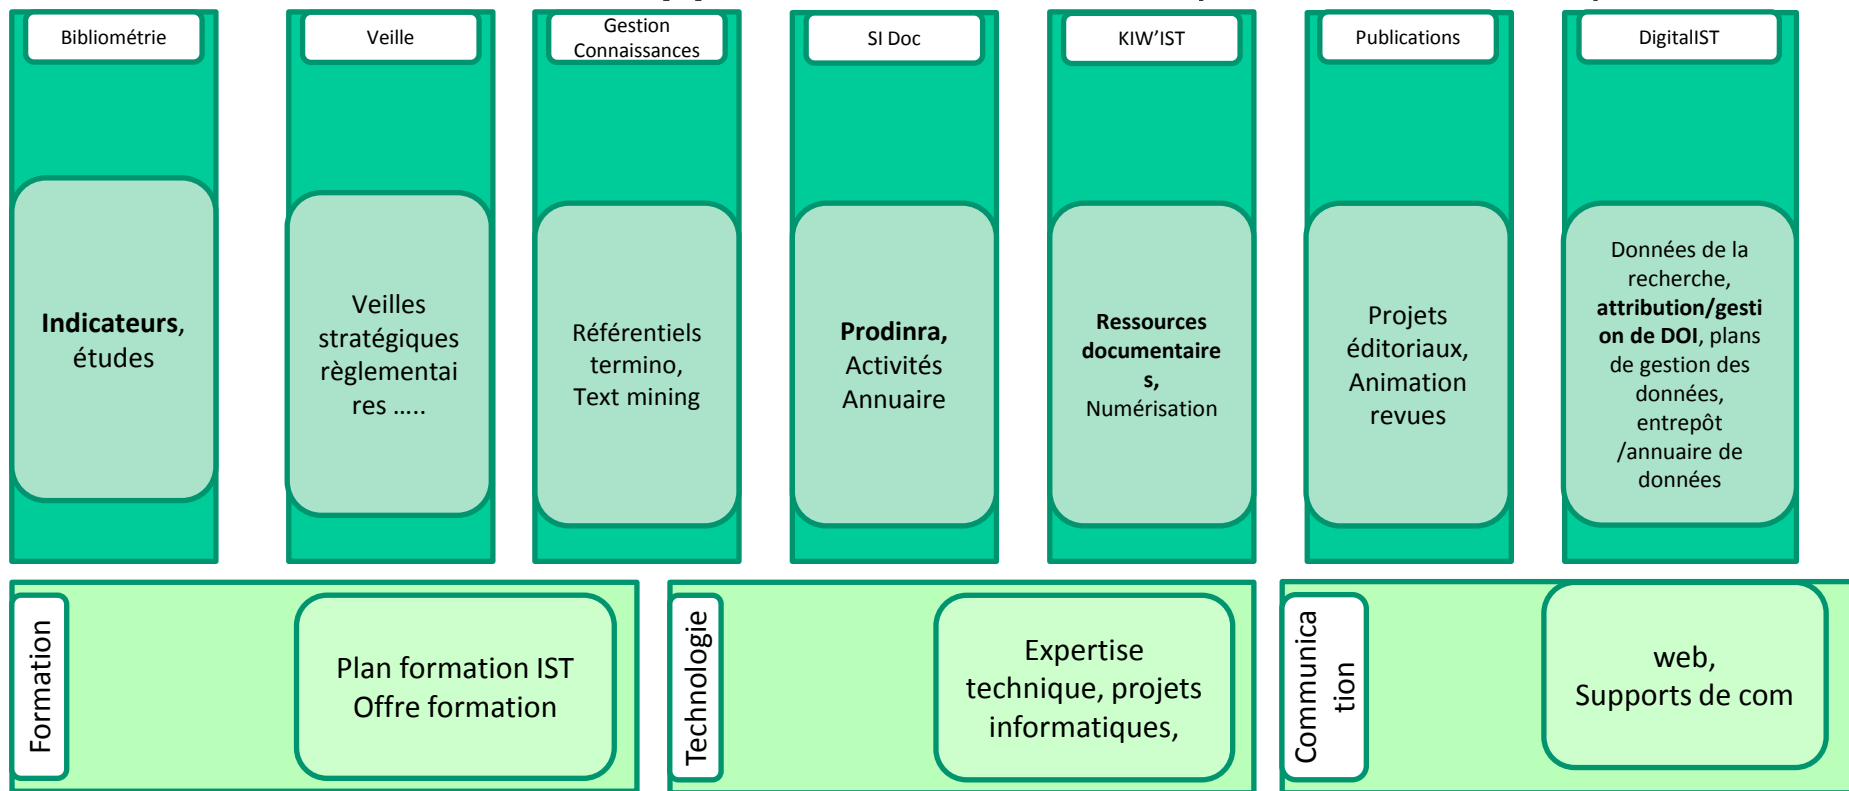 Bibliométrie
Veille
Gestion
Connaissances
SI Doc
KIW’IST
Publications
DigitalIST
Indicateurs,
études
Veilles
stratégiques
règlementai
res …..
Référentiels
termino,
Text mining
Prodinra,
Activités
Annuaire
Ressources
documentaire
s,
Numérisation
Projets
éditoriaux,
Animation
revues
Données de la
recherche,
attribution/gesti
on de DOI, plans
de gestion des
données,
entrepôt
/annuaire de
données
Formation
Plan formation IST
Offre formation
Technologie
Expertise
technique, projets
informatiques,
Communica
tion
web,
Supports de com